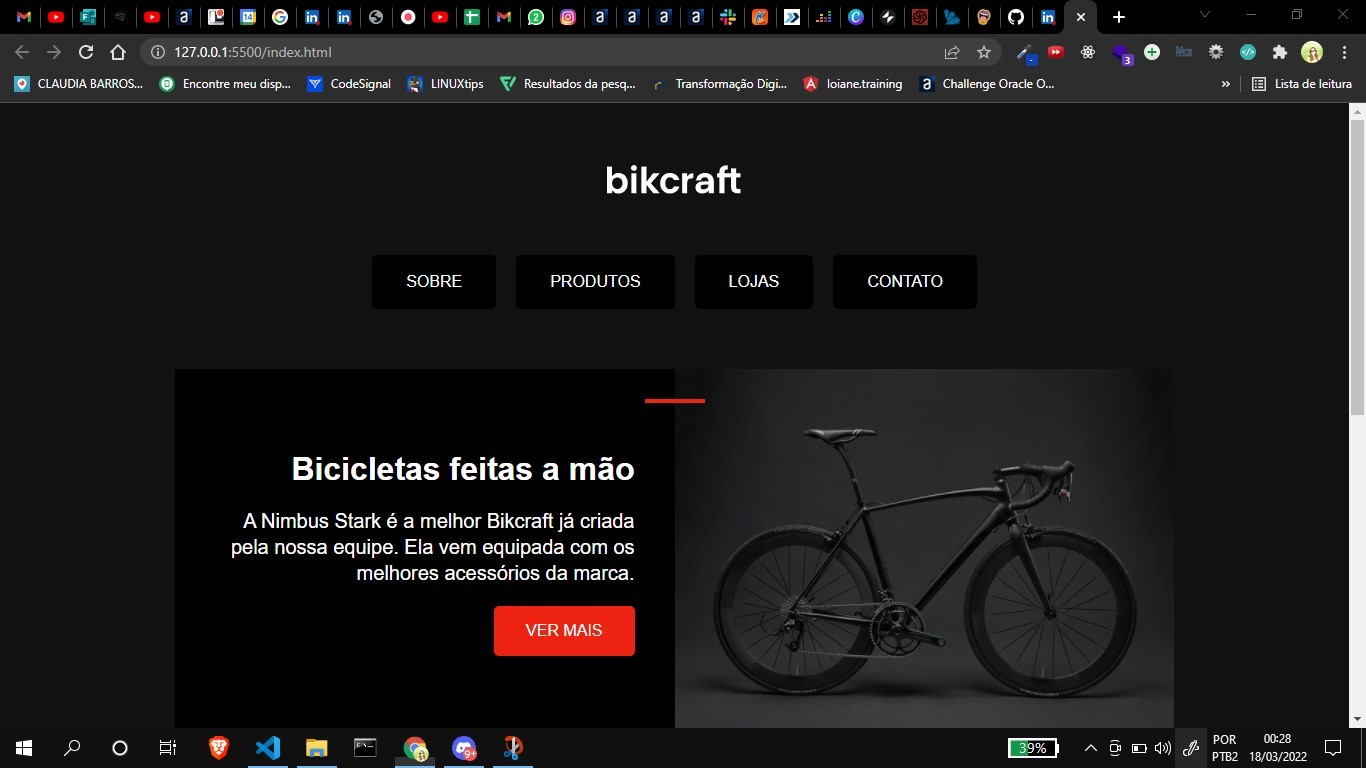 127.0.0.1:5500/index.html
3
CLAUDIA BARROS...
Encontre meu disp...
CodeSignal
LINUXtips
Resultados da pesq...
Transformação Digi...
loiane.training
Challenge Oracle O...
»
Lista de leitura
bikcraft
SOBRE
PRODUTOS
LOJAS
CONTATO
Bicicletas feitas a mão
A Nimbus Stark é a melhor Bikcraft já criada
pela nossa equipe. Ela vem equipada com os
melhores acessórios da marca.
VER MAIS
9+
39%
POR
PTB2
00:28
18/03/2022